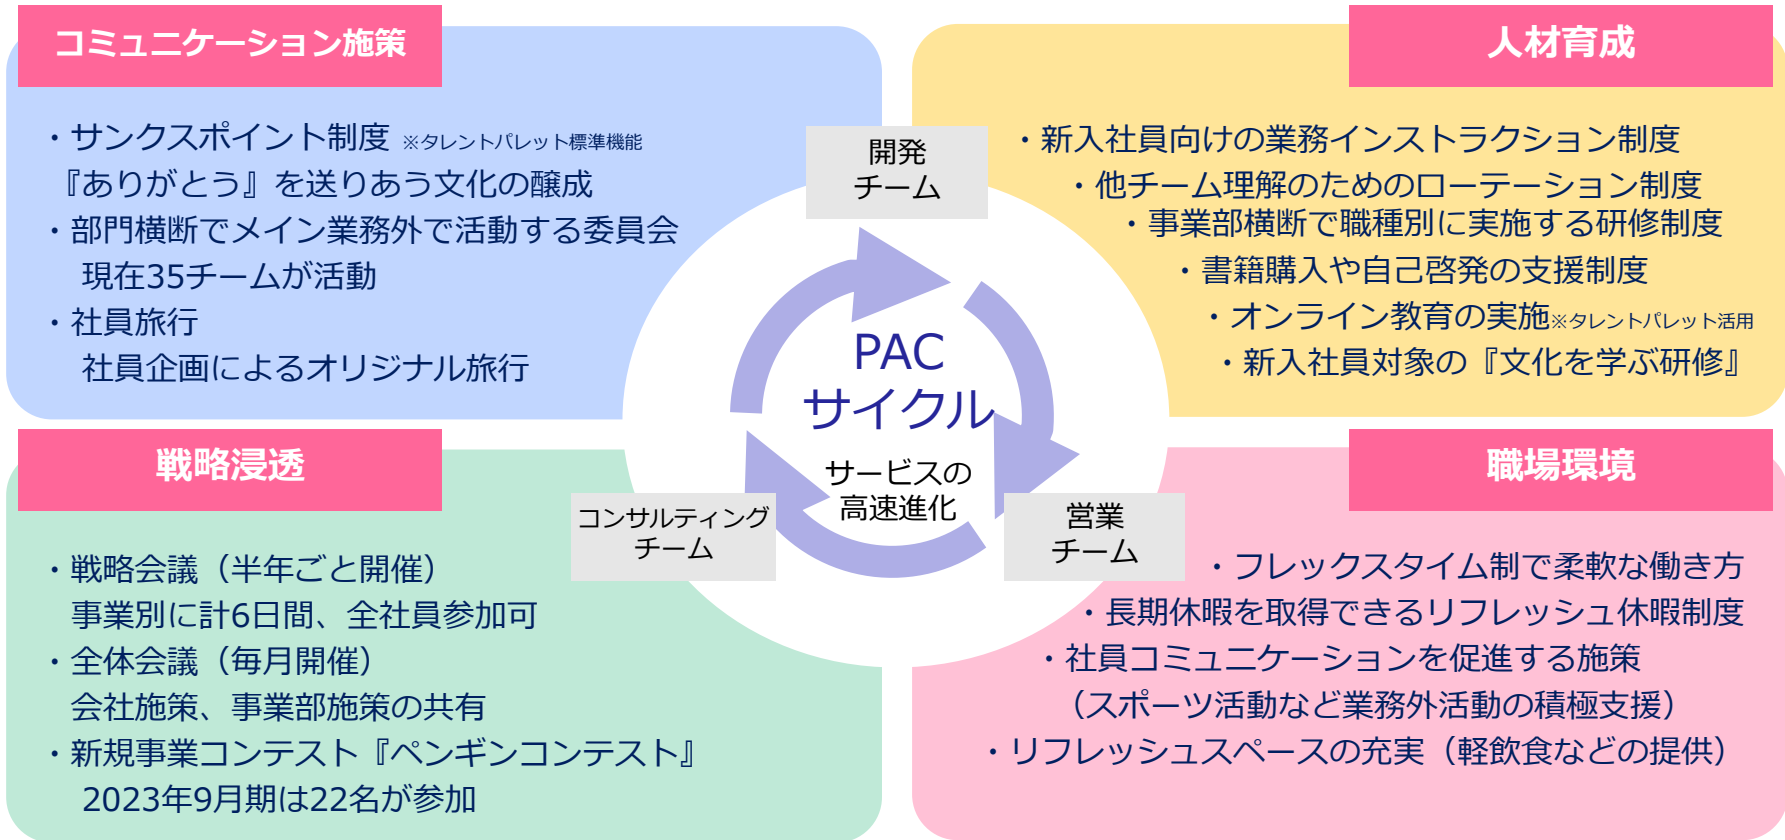 コミュニケーション施策
・サンクスポイント制度 ※タレントパレット標準機能
『ありがとう』を送りあう文化の醸成
・部門横断でメイン業務外で活動する委員会
現在35チームが活動
・社員旅行
社員企画によるオリジナル旅行
人材育成
・新入社員向けの業務インストラクション制度
・他チーム理解のためのローテーション制度
・事業部横断で職種別に実施する研修制度
・書籍購入や自己啓発の支援制度
・オンライン教育の実施※タレントパレット活用
・新入社員対象の『文化を学ぶ研修』
開発
チーム
PAC
サイクル
サービスの
高速進化
コンサルティング
チーム
営業
チーム
戦略浸透
・戦略会議（半年ごと開催）
事業別に計6日間、全社員参加可
・全体会議（毎月開催）
会社施策、事業部施策の共有
・新規事業コンテスト『ペンギンコンテスト』
2023年9月期は22名が参加
職場環境
・フレックスタイム制で柔軟な働き方
・長期休暇を取得できるリフレッシュ休暇制度
・社員コミュニケーションを促進する施策
（スポーツ活動など業務外活動の積極支援）
・リフレッシュスペースの充実（軽飲食などの提供）